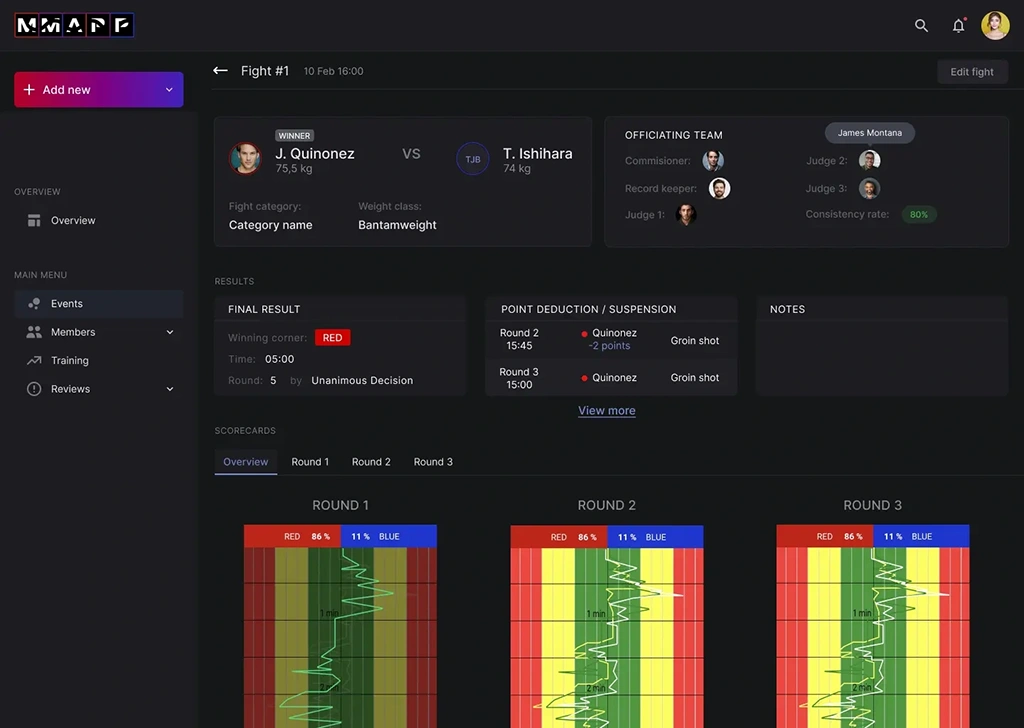 MMAPP
Fight #1 10 Feb 16:00
Edit fight
Add new
OVERVIEW
Overview
MAIN MENU
Events
Members
Training
Reviews
WINNER
J. Quinonez
75,5 kg
VS
TJB
T. Ishihara
74 kg
Fight category:
Category name
Weight class:
Bantamweight
OFFICIATING TEAM
James Montana
Commisioner:
Record keeper:
Judge 1:
Judge 2:
Judge 3:
Consistency rate: 80%
RESULTS
FINAL RESULT
Winning corner: RED
Time: 05:00
Round: 5 by Unanimous Decision
POINT DEDUCTION / SUSPENSION
Round 2
15:45
Quinonez
-2 points
Groin shot
Round 3
15:00
Quinonez
Groin shot
View more
NOTES
SCORECARDS
Overview Round 1 Round 2 Round 3
ROUND 1
RED 86 % 11 % BLUE
1 min
2 min
ROUND 2
RED 86 % 11 % BLUE
1 min
2 min
ROUND 3
RED 86 % 11 % BLUE
1 min
2 min